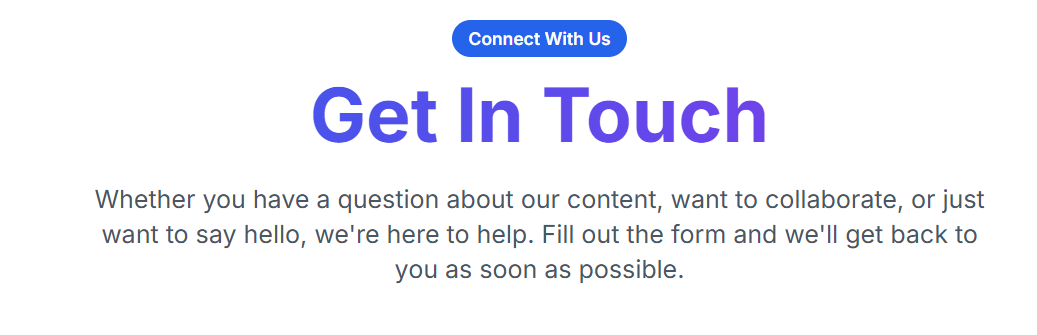 Connect With Us
Get In Touch
Whether you have a question about our content, want to collaborate, or just
want to say hello, we're here to help. Fill out the form and we'll get back to
you as soon as possible.